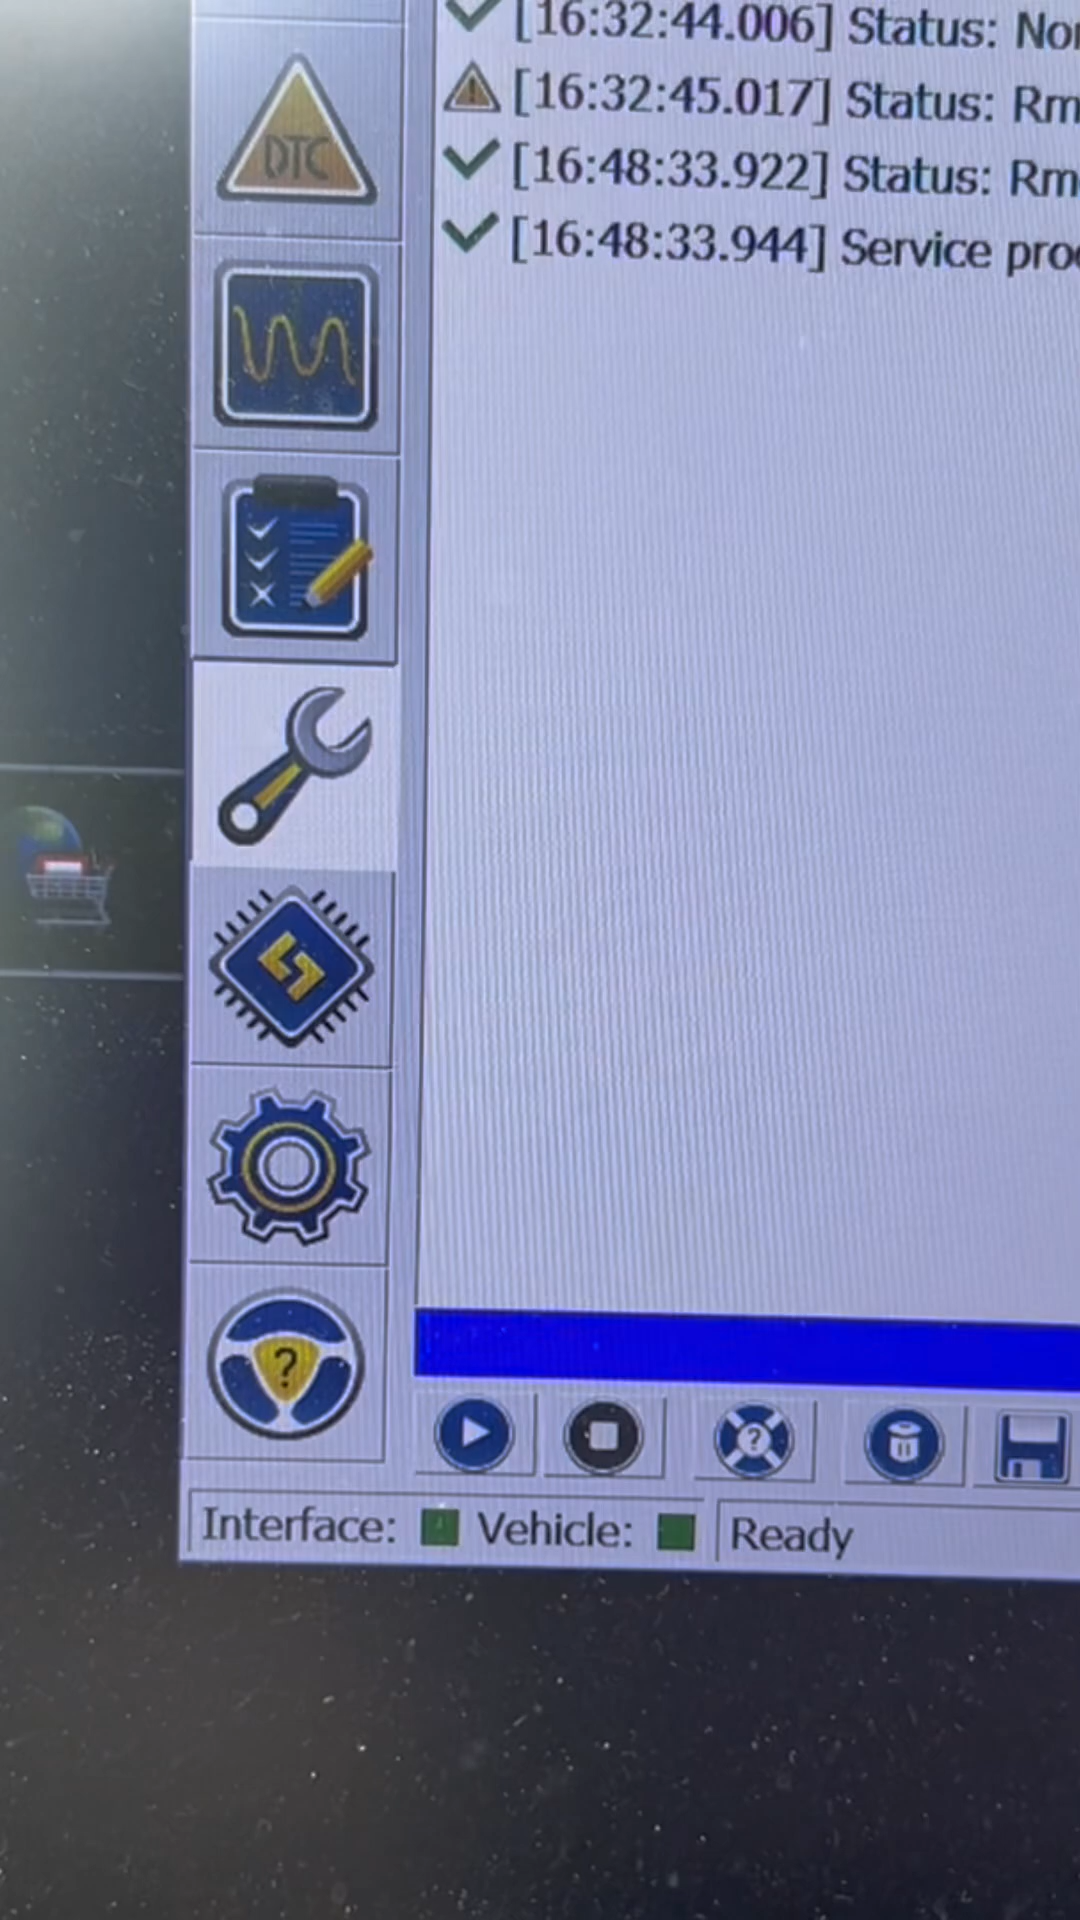 [16:32:44.006] Status: Nor
[16:32:45.017] Status: Rm
[16:48:33.922] Status: Rm
[16:48:33.944] Service pro
DTC
?
?
Interface: Vehicle: Ready